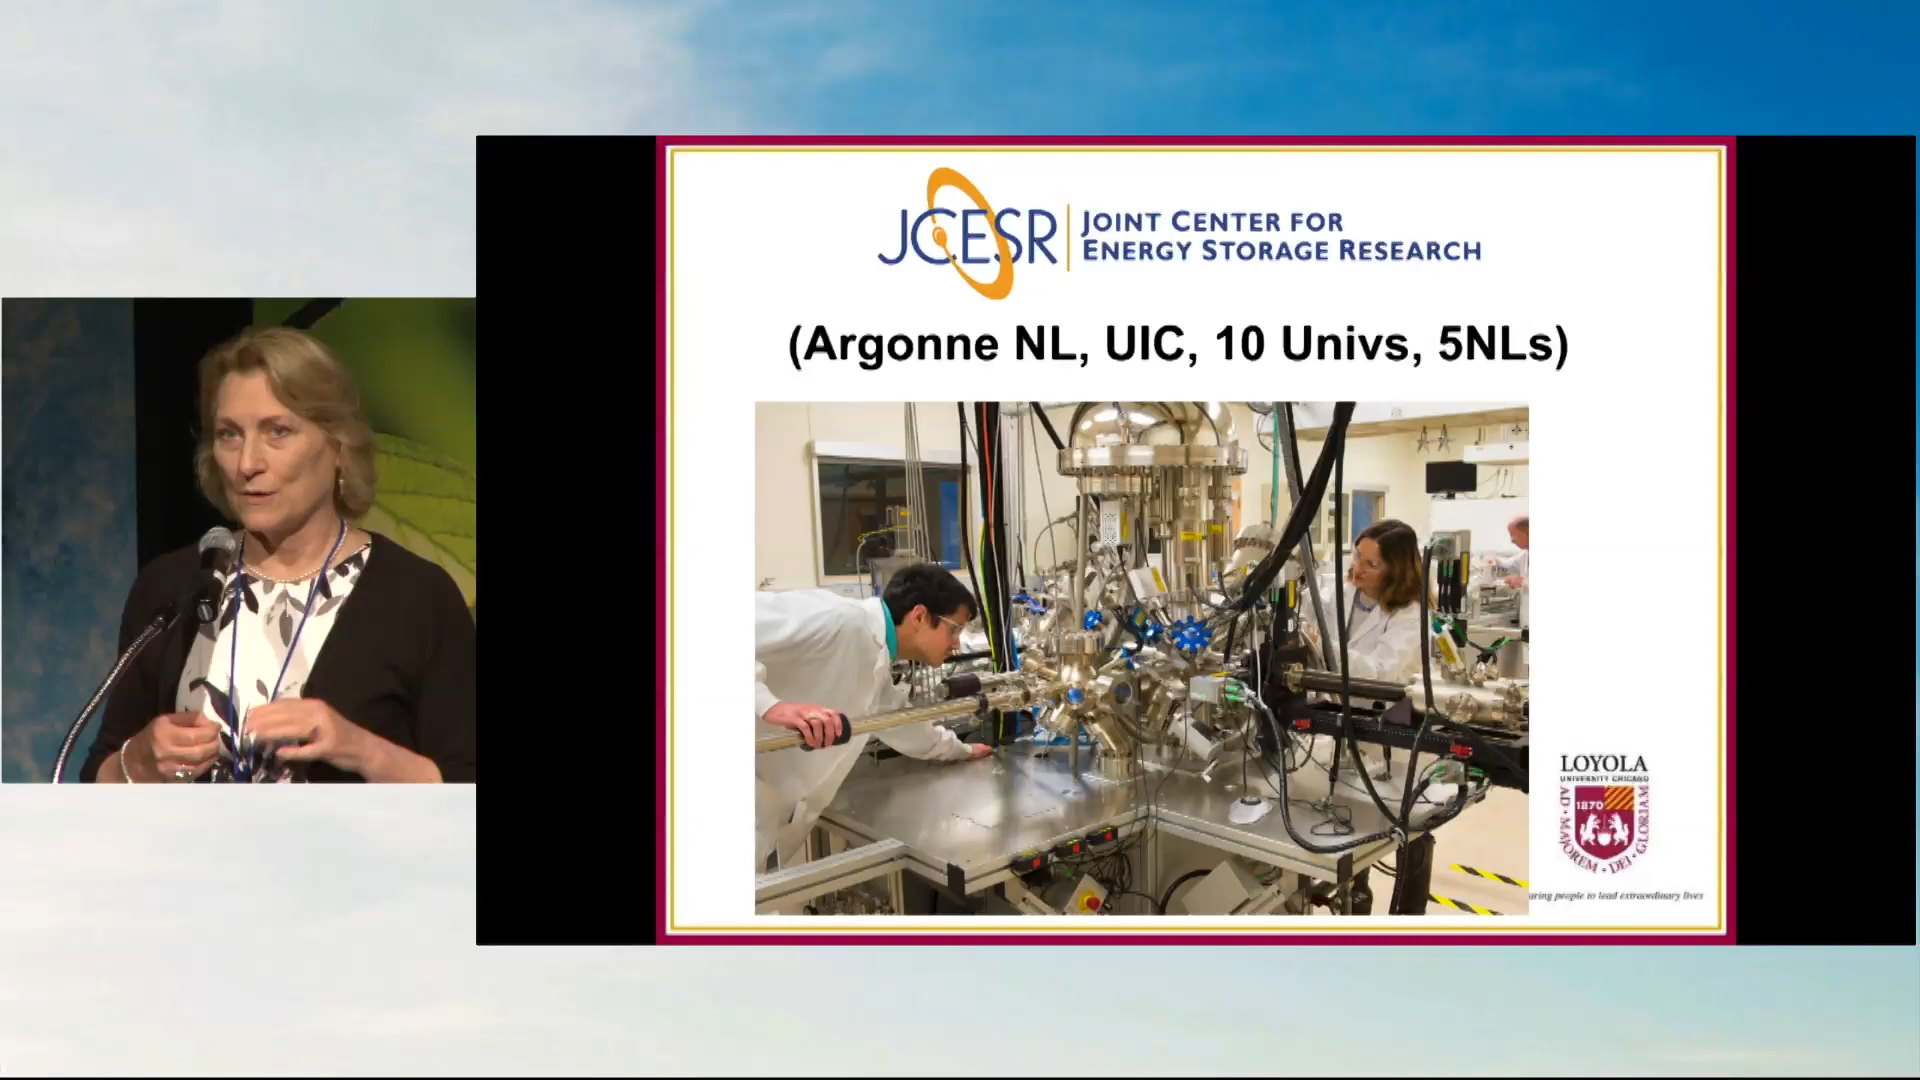 JCESR
JOINT CENTER FOR
ENERGY STORAGE RESEARCH
(Argonne NL, UIC, 10 Univs, 5NLs)
LOYOLA
UNIVERSITY CHICAGO
1870
AD • MAJOREM • DEI • GLORIAM
people to lead extraordinary lives